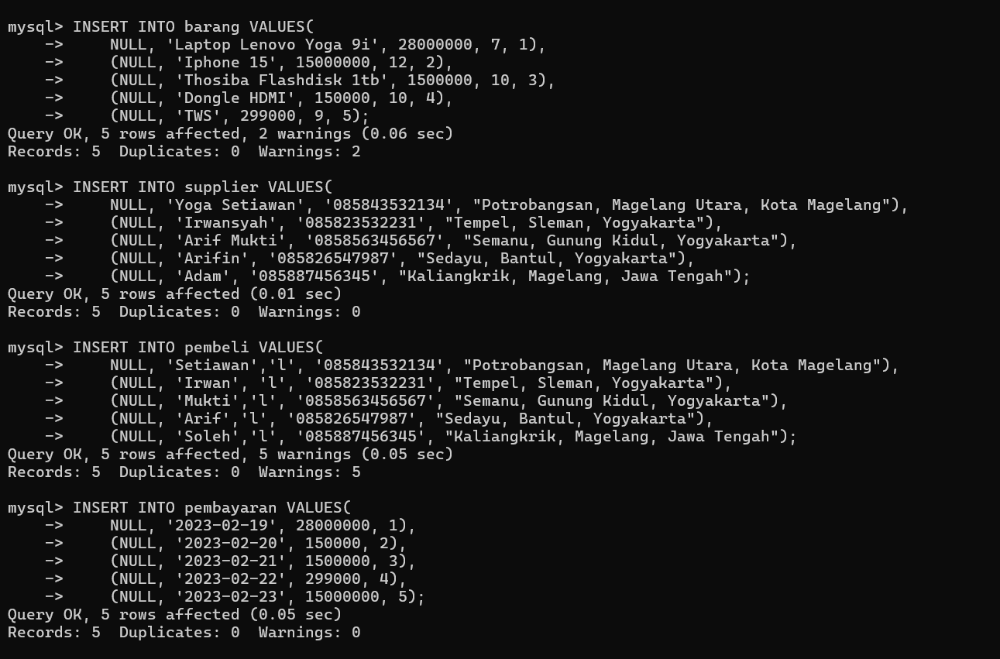 mysql> INSERT INTO barang VALUES(
    ->     NULL, 'Laptop Lenovo Yoga 9i', 28000000, 7, 1),
    ->     (NULL, 'Iphone 15', 15000000, 12, 2),
    ->     (NULL, 'Thosiba Flashdisk 1tb', 1500000, 10, 3),
    ->     (NULL, 'Dongle HDMI', 150000, 10, 4),
    ->     (NULL, 'TWS', 299000, 9, 5);
Query OK, 5 rows affected, 2 warnings (0.06 sec)
Records: 5  Duplicates: 0  Warnings: 2
mysql> INSERT INTO supplier VALUES(
    ->     NULL, 'Yoga Setiawan', '085843532134', "Potrobangsan, Magelang Utara, Kota Magelang"),
    ->     (NULL, 'Irwansyah', '085823532231', "Tempel, Sleman, Yogyakarta"),
    ->     (NULL, 'Arif Mukti', '0858563456567', "Semanu, Gunung Kidul, Yogyakarta"),
    ->     (NULL, 'Arifin', '085826547987', "Sedayu, Bantul, Yogyakarta"),
    ->     (NULL, 'Adam', '085887456345', "Kaliangkrik, Magelang, Jawa Tengah");
Query OK, 5 rows affected (0.01 sec)
Records: 5  Duplicates: 0  Warnings: 0
mysql> INSERT INTO pembeli VALUES(
    ->     NULL, 'Setiawan','l', '085843532134', "Potrobangsan, Magelang Utara, Kota Magelang"),
    ->     (NULL, 'Irwan', 'l', '085823532231', "Tempel, Sleman, Yogyakarta"),
    ->     (NULL, 'Mukti','l', '0858563456567', "Semanu, Gunung Kidul, Yogyakarta"),
    ->     (NULL, 'Arif','l', '085826547987', "Sedayu, Bantul, Yogyakarta"),
    ->     (NULL, 'Soleh','l', '085887456345', "Kaliangkrik, Magelang, Jawa Tengah");
Query OK, 5 rows affected, 5 warnings (0.05 sec)
Records: 5  Duplicates: 0  Warnings: 5
mysql> INSERT INTO pembayaran VALUES(
    ->     NULL, '2023-02-19', 28000000, 1),
    ->     (NULL, '2023-02-20', 150000, 2),
    ->     (NULL, '2023-02-21', 1500000, 3),
    ->     (NULL, '2023-02-22', 299000, 4),
    ->     (NULL, '2023-02-23', 15000000, 5);
Query OK, 5 rows affected (0.05 sec)
Records: 5  Duplicates: 0  Warnings: 0